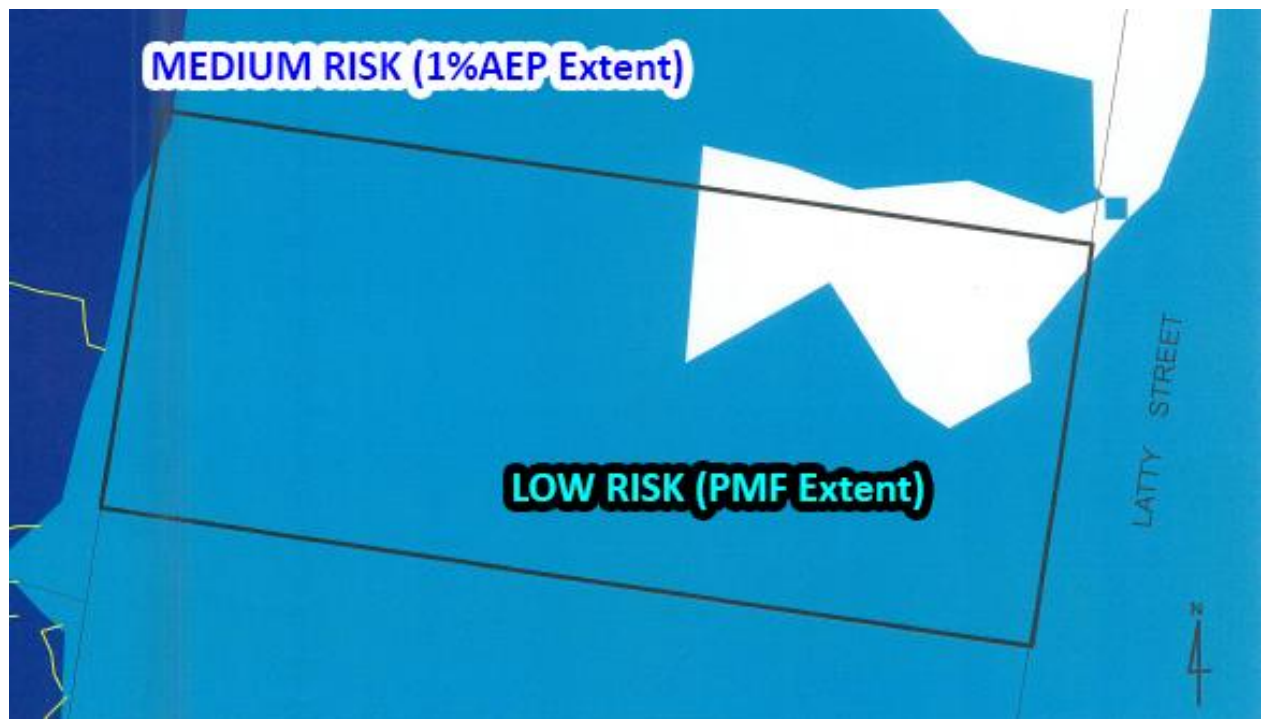 MEDIUM RISK (1%AEP Extent)
LOW RISK (PMF Extent)
LATTY STREET
N